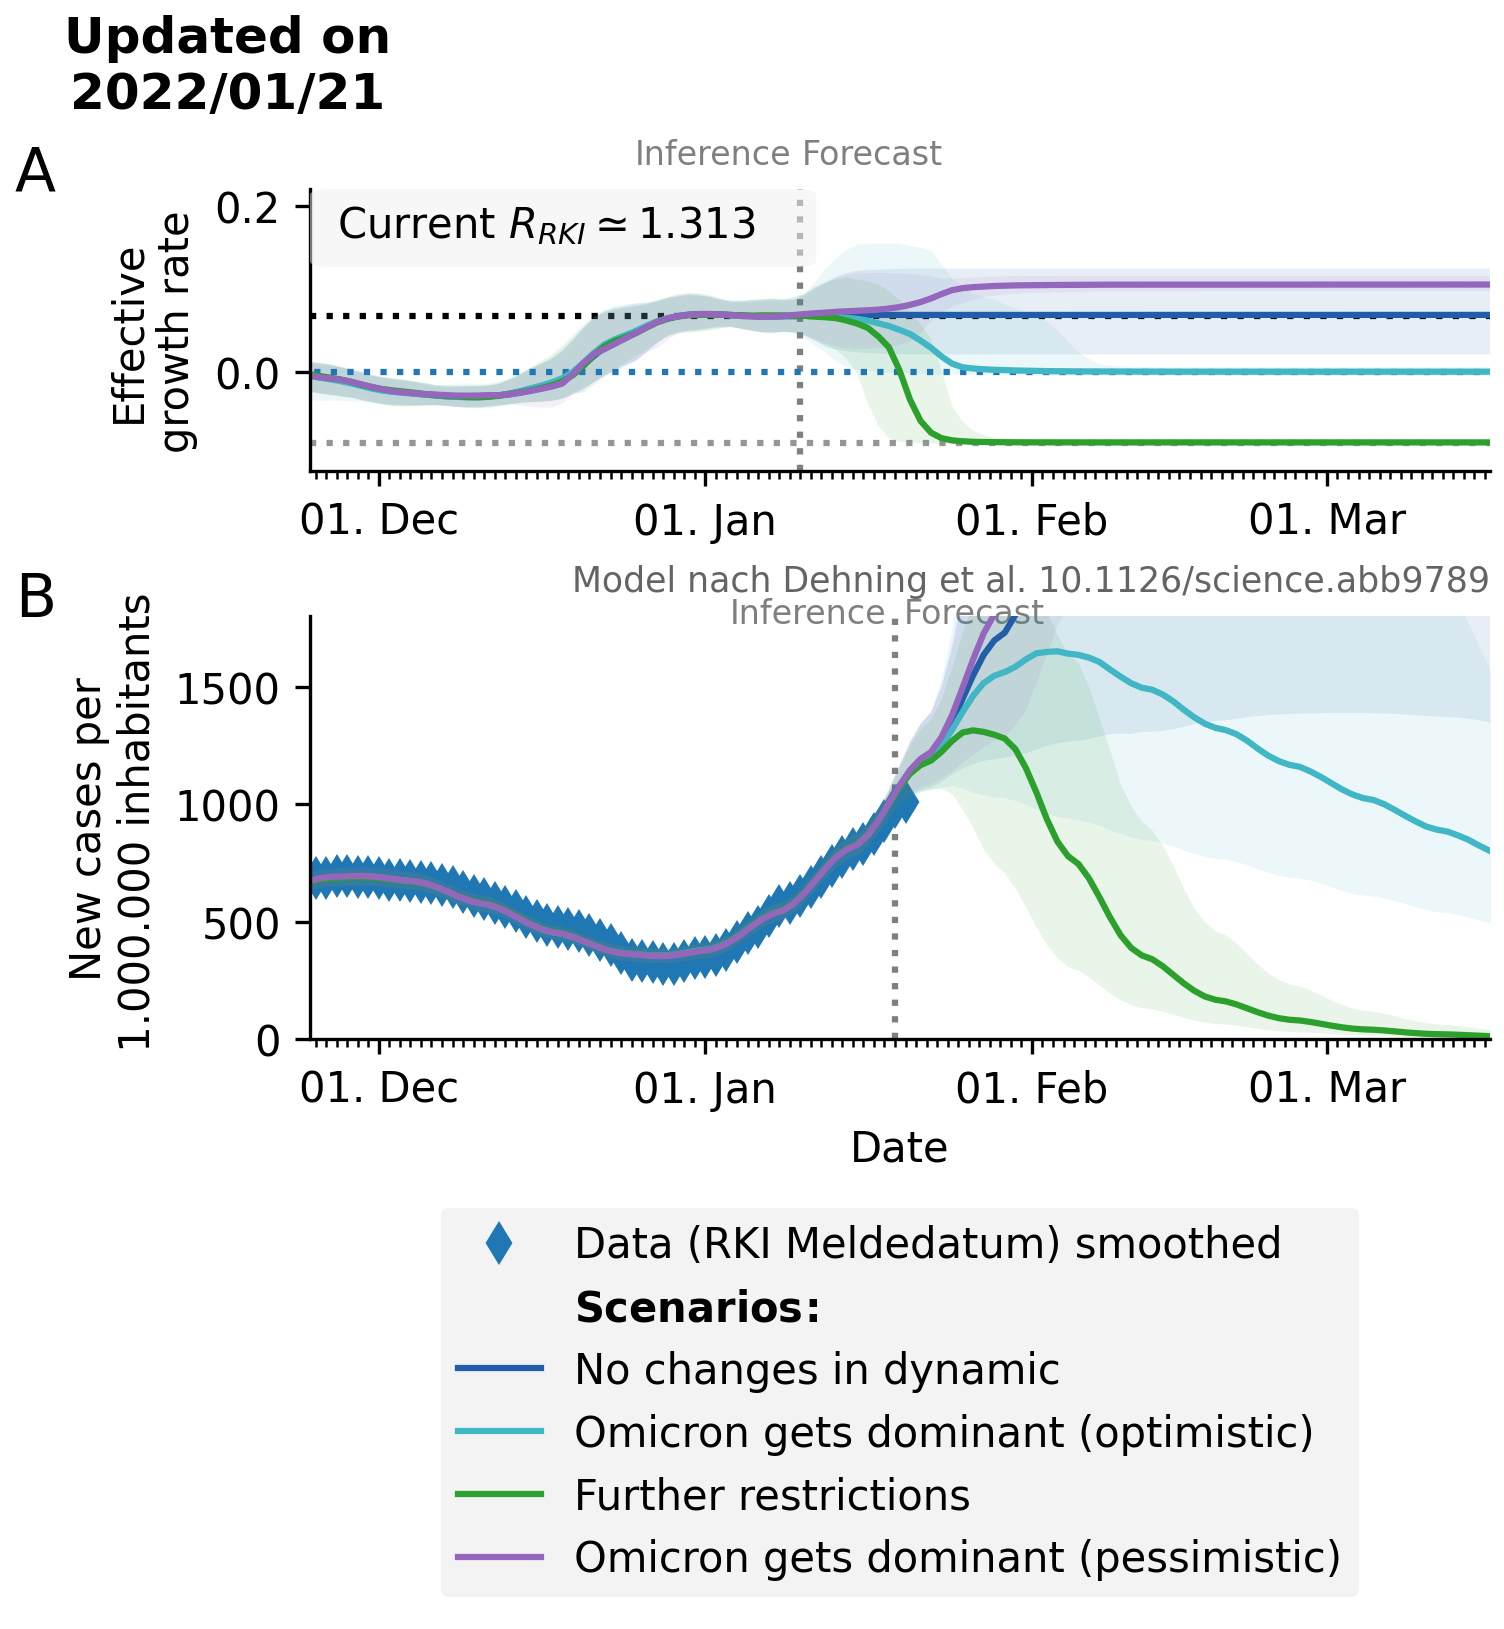 Updated on
2022/01/21
A
Inference Forecast
Current R_RKI ≃ 1.313
Effective
growth rate
0.2
0.0
01. Dec
01. Jan
01. Feb
01. Mar
B
Model nach Dehning et al. 10.1126/science.abb9789
Inference Forecast
New cases per
1.000.000 inhabitants
1500
1000
500
0
01. Dec
01. Jan
01. Feb
01. Mar
Date
Data (RKI Meldedatum) smoothed
Scenarios:
No changes in dynamic
Omicron gets dominant (optimistic)
Further restrictions
Omicron gets dominant (pessimistic)